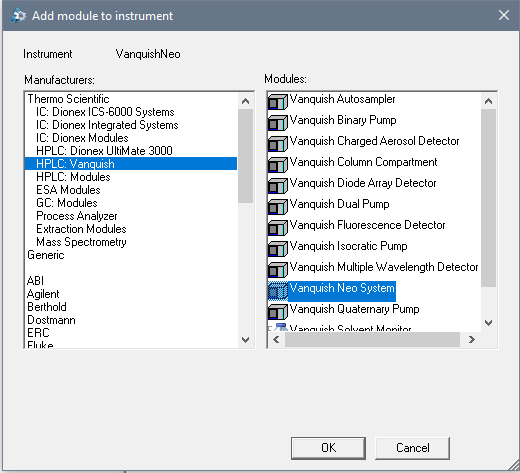 Add module to instrument
Instrument VanquishNeo
Manufacturers:
Thermo Scientific
IC: Dionex ICS-6000 Systems
IC: Dionex Integrated Systems
IC: Dionex Modules
HPLC: Dionex UltiMate 3000
HPLC: Vanquish
HPLC: Modules
ESA Modules
GC: Modules
Process Analyzer
Extraction Modules
Mass Spectrometry
Generic
ABI
Agilent
Berthold
Dostmann
ERC
Fluke
Modules:
Vanquish Autosampler
Vanquish Binary Pump
Vanquish Charged Aerosol Detector
Vanquish Column Compartment
Vanquish Diode Array Detector
Vanquish Dual Pump
Vanquish Fluorescence Detector
Vanquish Isocratic Pump
Vanquish Multiple Wavelength Detector
Vanquish Neo System
Vanquish Quaternary Pump
Vanquish Solvent Monitor
OK Cancel